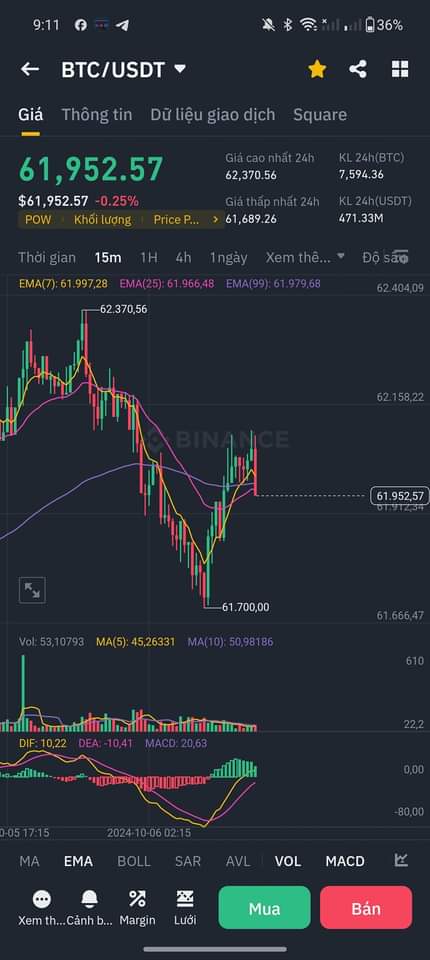 9:11 36%
BTC/USDT
Giá Thông tin Dữ liệu giao dịch Square
61,952.57
$61,952.57 -0.25%
POW Khối lượng Price P...
Giá cao nhất 24h
62,370.56
KL 24h(BTC)
7,594.36
Giá thấp nhất 24h
61,689.26
KL 24h(USDT)
471.33M
Thời gian 15m 1H 4h 1ngày Xem thê... Độ sâu
EMA(7): 61.997,28 EMA(25): 61.966,48 EMA(99): 61.979,68
62.404,09
62.370,56
62.158,22
BINANCE
61.952,57
61.912,34
61.700,00
61.666,47
Vol: 53,10793 MA(5): 45,26331 MA(10): 50,98186
610
22,2
DIF: 10,22 DEA: -10,41 MACD: 20,63
0,00
-80,00
0-05 17:15 2024-10-06 02:15
MA EMA BOLL SAR AVL VOL MACD
Xem th... Cảnh b... Margin Lưới
Mua Bán